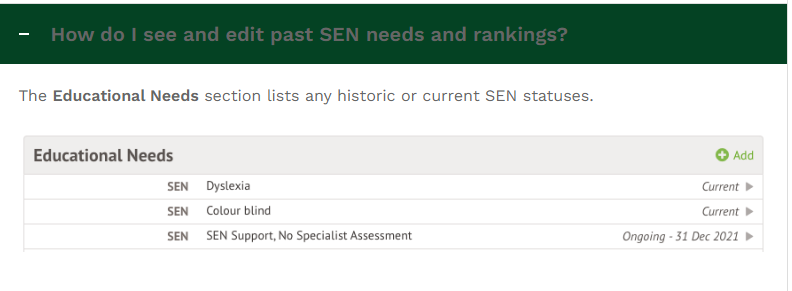 How do I see and edit past SEN needs and rankings?
The Educational Needs section lists any historic or current SEN statuses.
Educational Needs Add
SEN Dyslexia Current
SEN Colour blind Current
SEN SEN Support, No Specialist Assessment Ongoing - 31 Dec 2021